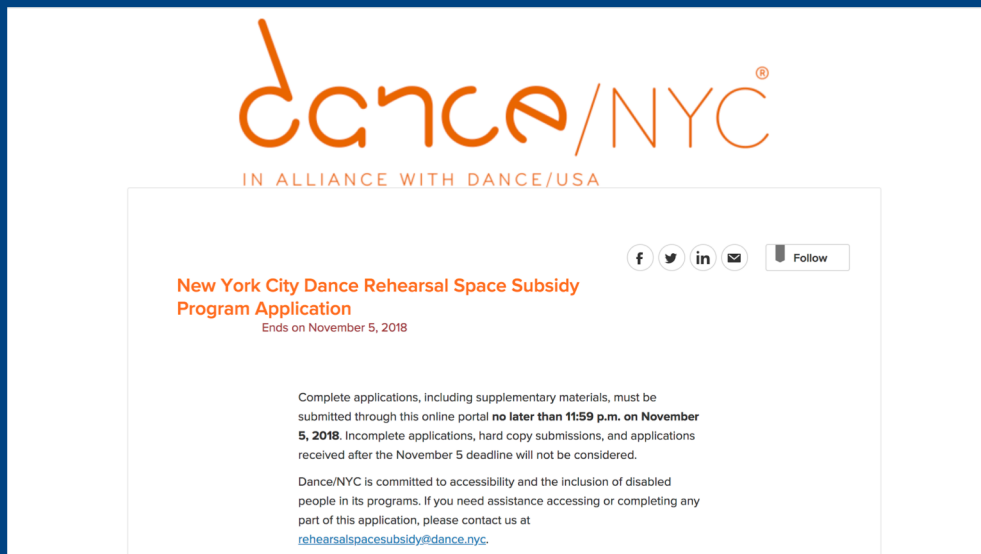 dance/NYC®
IN ALLIANCE WITH DANCE/USA
Follow
New York City Dance Rehearsal Space Subsidy
Program Application
Ends on November 5, 2018
Complete applications, including supplementary materials, must be
submitted through this online portal no later than 11:59 p.m. on November
5, 2018. Incomplete applications, hard copy submissions, and applications
received after the November 5 deadline will not be considered.
Dance/NYC is committed to accessibility and the inclusion of disabled
people in its programs. If you need assistance accessing or completing any
part of this application, please contact us at
rehearsalspacesubsidy@dance.nyc.